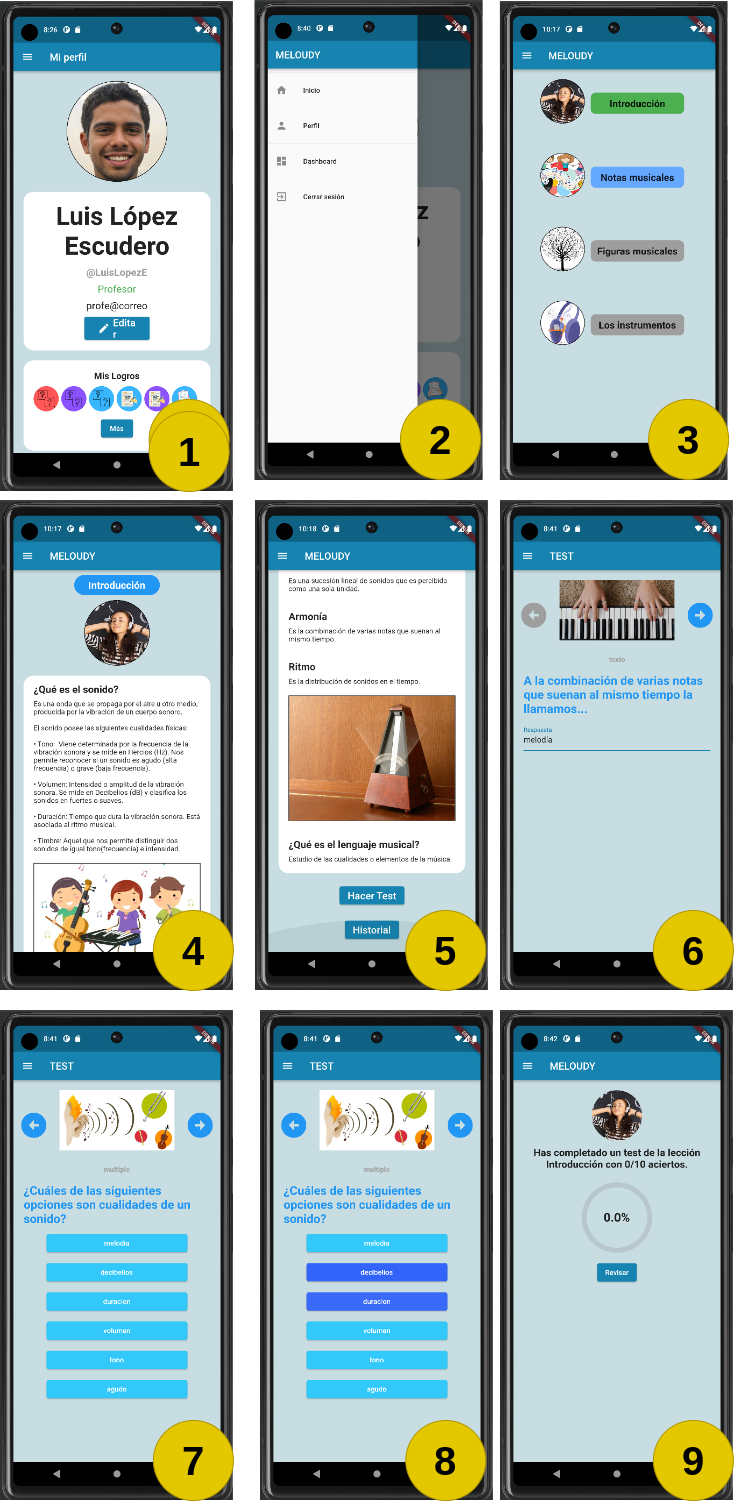 8:26
Mi perfil
Luis López
Escudero
@LuisLopezE
Profesor
profe@correo
Edita
r
Mis Logros
Más
1
8:40
MELOUDY
Inicio
Perfil
Dashboard
Cerrar sesión
z
2
10:17
MELOUDY
Introducción
Notas musicales
Figuras musicales
Los instrumentos
3
10:17
MELOUDY
Introducción
¿Qué es el sonido?
Es una onda que se propaga por el aire u otro medio,
producida por la vibración de un cuerpo sonoro.
El sonido posee las siguientes cualidades físicas:
• Tono: Viene determinada por la frecuencia de la
vibración sonora y se mide en Hercios (Hz). Nos
permite reconocer si un sonido es agudo (alta
frecuencia) o grave (baja frecuencia).
• Volumen: Intensidad o amplitud de la vibración
sonora. Se mide en Decibelios (dB) y clasifica los
sonidos en fuertes o suaves.
• Duración: Tiempo que dura la vibración sonora. Está
asociada al ritmo musical.
• Timbre: Aquel que nos permite distinguir dos
sonidos de igual tono(frecuencia) e intensidad.
4
10:18
MELOUDY
Es una sucesión lineal de sonidos que es percibida
como una sola unidad.
Armonía
Es la combinación de varias notas que suenan al
mismo tiempo.
Ritmo
Es la distribución de sonidos en el tiempo.
¿Qué es el lenguaje musical?
Estudio de las cualidades o elementos de la música.
Hacer Test
Historial
5
8:41
TEST
texto
A la combinación de varias notas
que suenan al mismo tiempo la
llamamos...
Respuesta
melodía
6
8:41
TEST
multiple
¿Cuáles de las siguientes
opciones son cualidades de un
sonido?
melodia
decibelios
duracion
volumen
tono
agudo
7
8:41
TEST
multiple
¿Cuáles de las siguientes
opciones son cualidades de un
sonido?
melodia
decibelios
duracion
volumen
tono
agudo
8
8:42
MELOUDY
Has completado un test de la lección
Introducción con 0/10 aciertos.
0.0%
Revisar
9